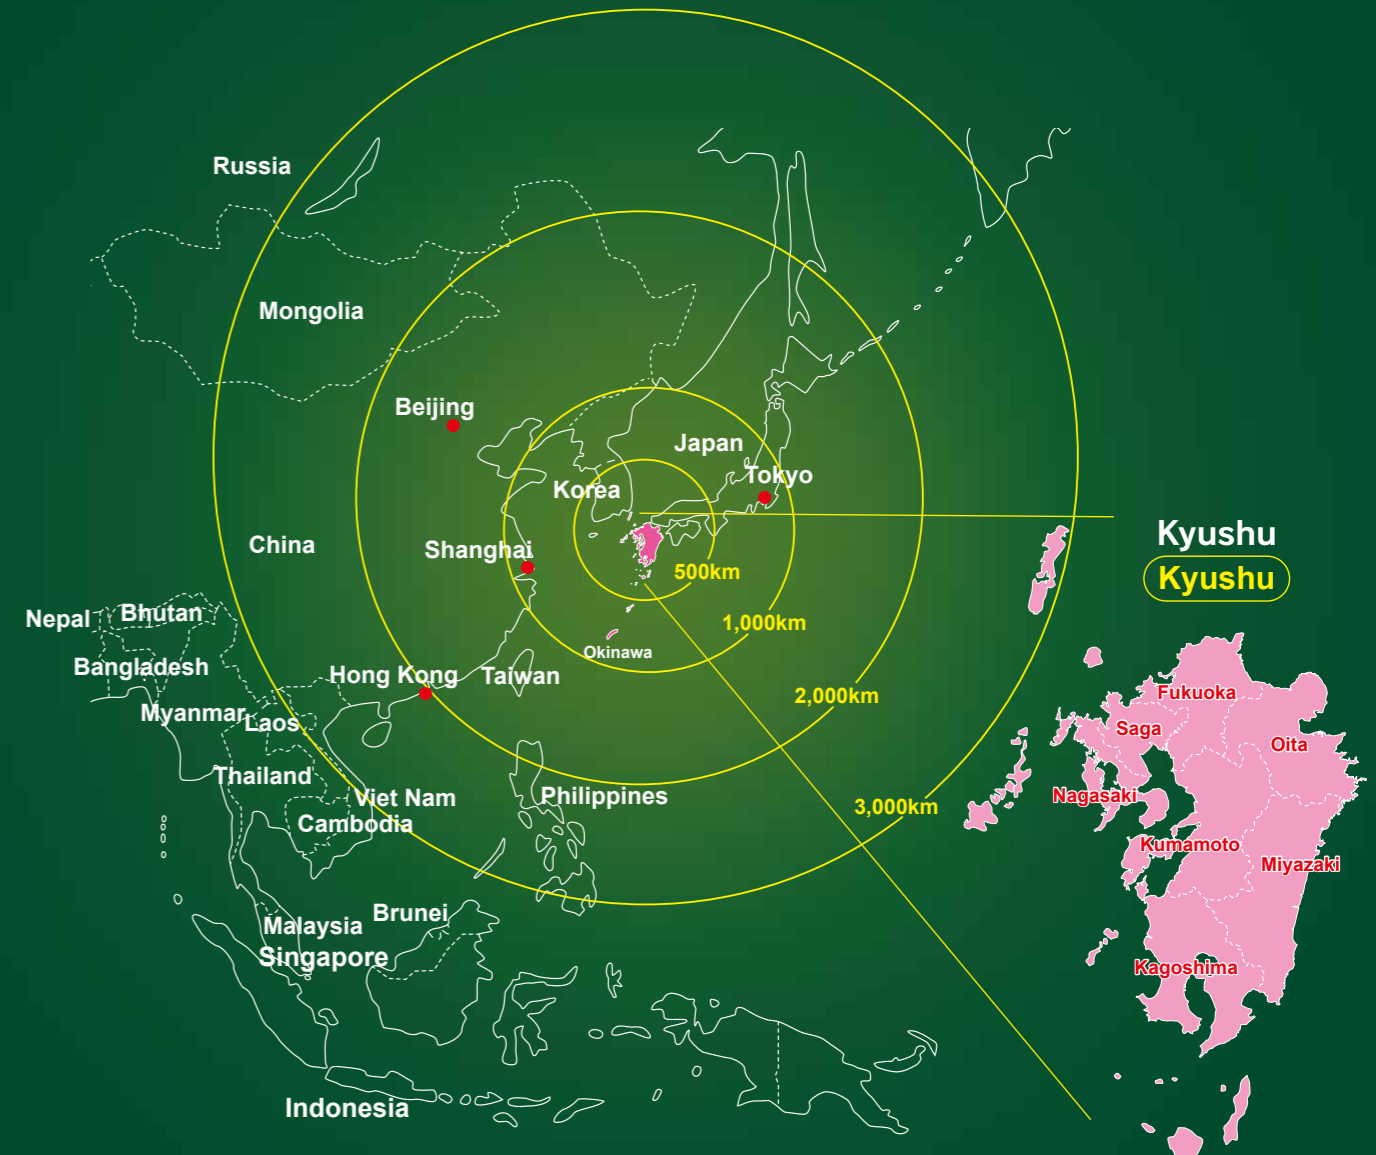 Russia
Mongolia
Beijing
Japan
Tokyo
Korea
Kyushu
China
Shanghai
500km
Kyushu
Nepal
Bhutan
1,000km
Okinawa
Bangladesh
Hong Kong
Taiwan
2,000km
Fukuoka
Myanmar
Laos
Saga
Oita
Thailand
Viet Nam
Philippines
Nagasaki
3,000km
Cambodia
Kumamoto
Miyazaki
Malaysia
Brunei
Singapore
Kagoshima
Indonesia